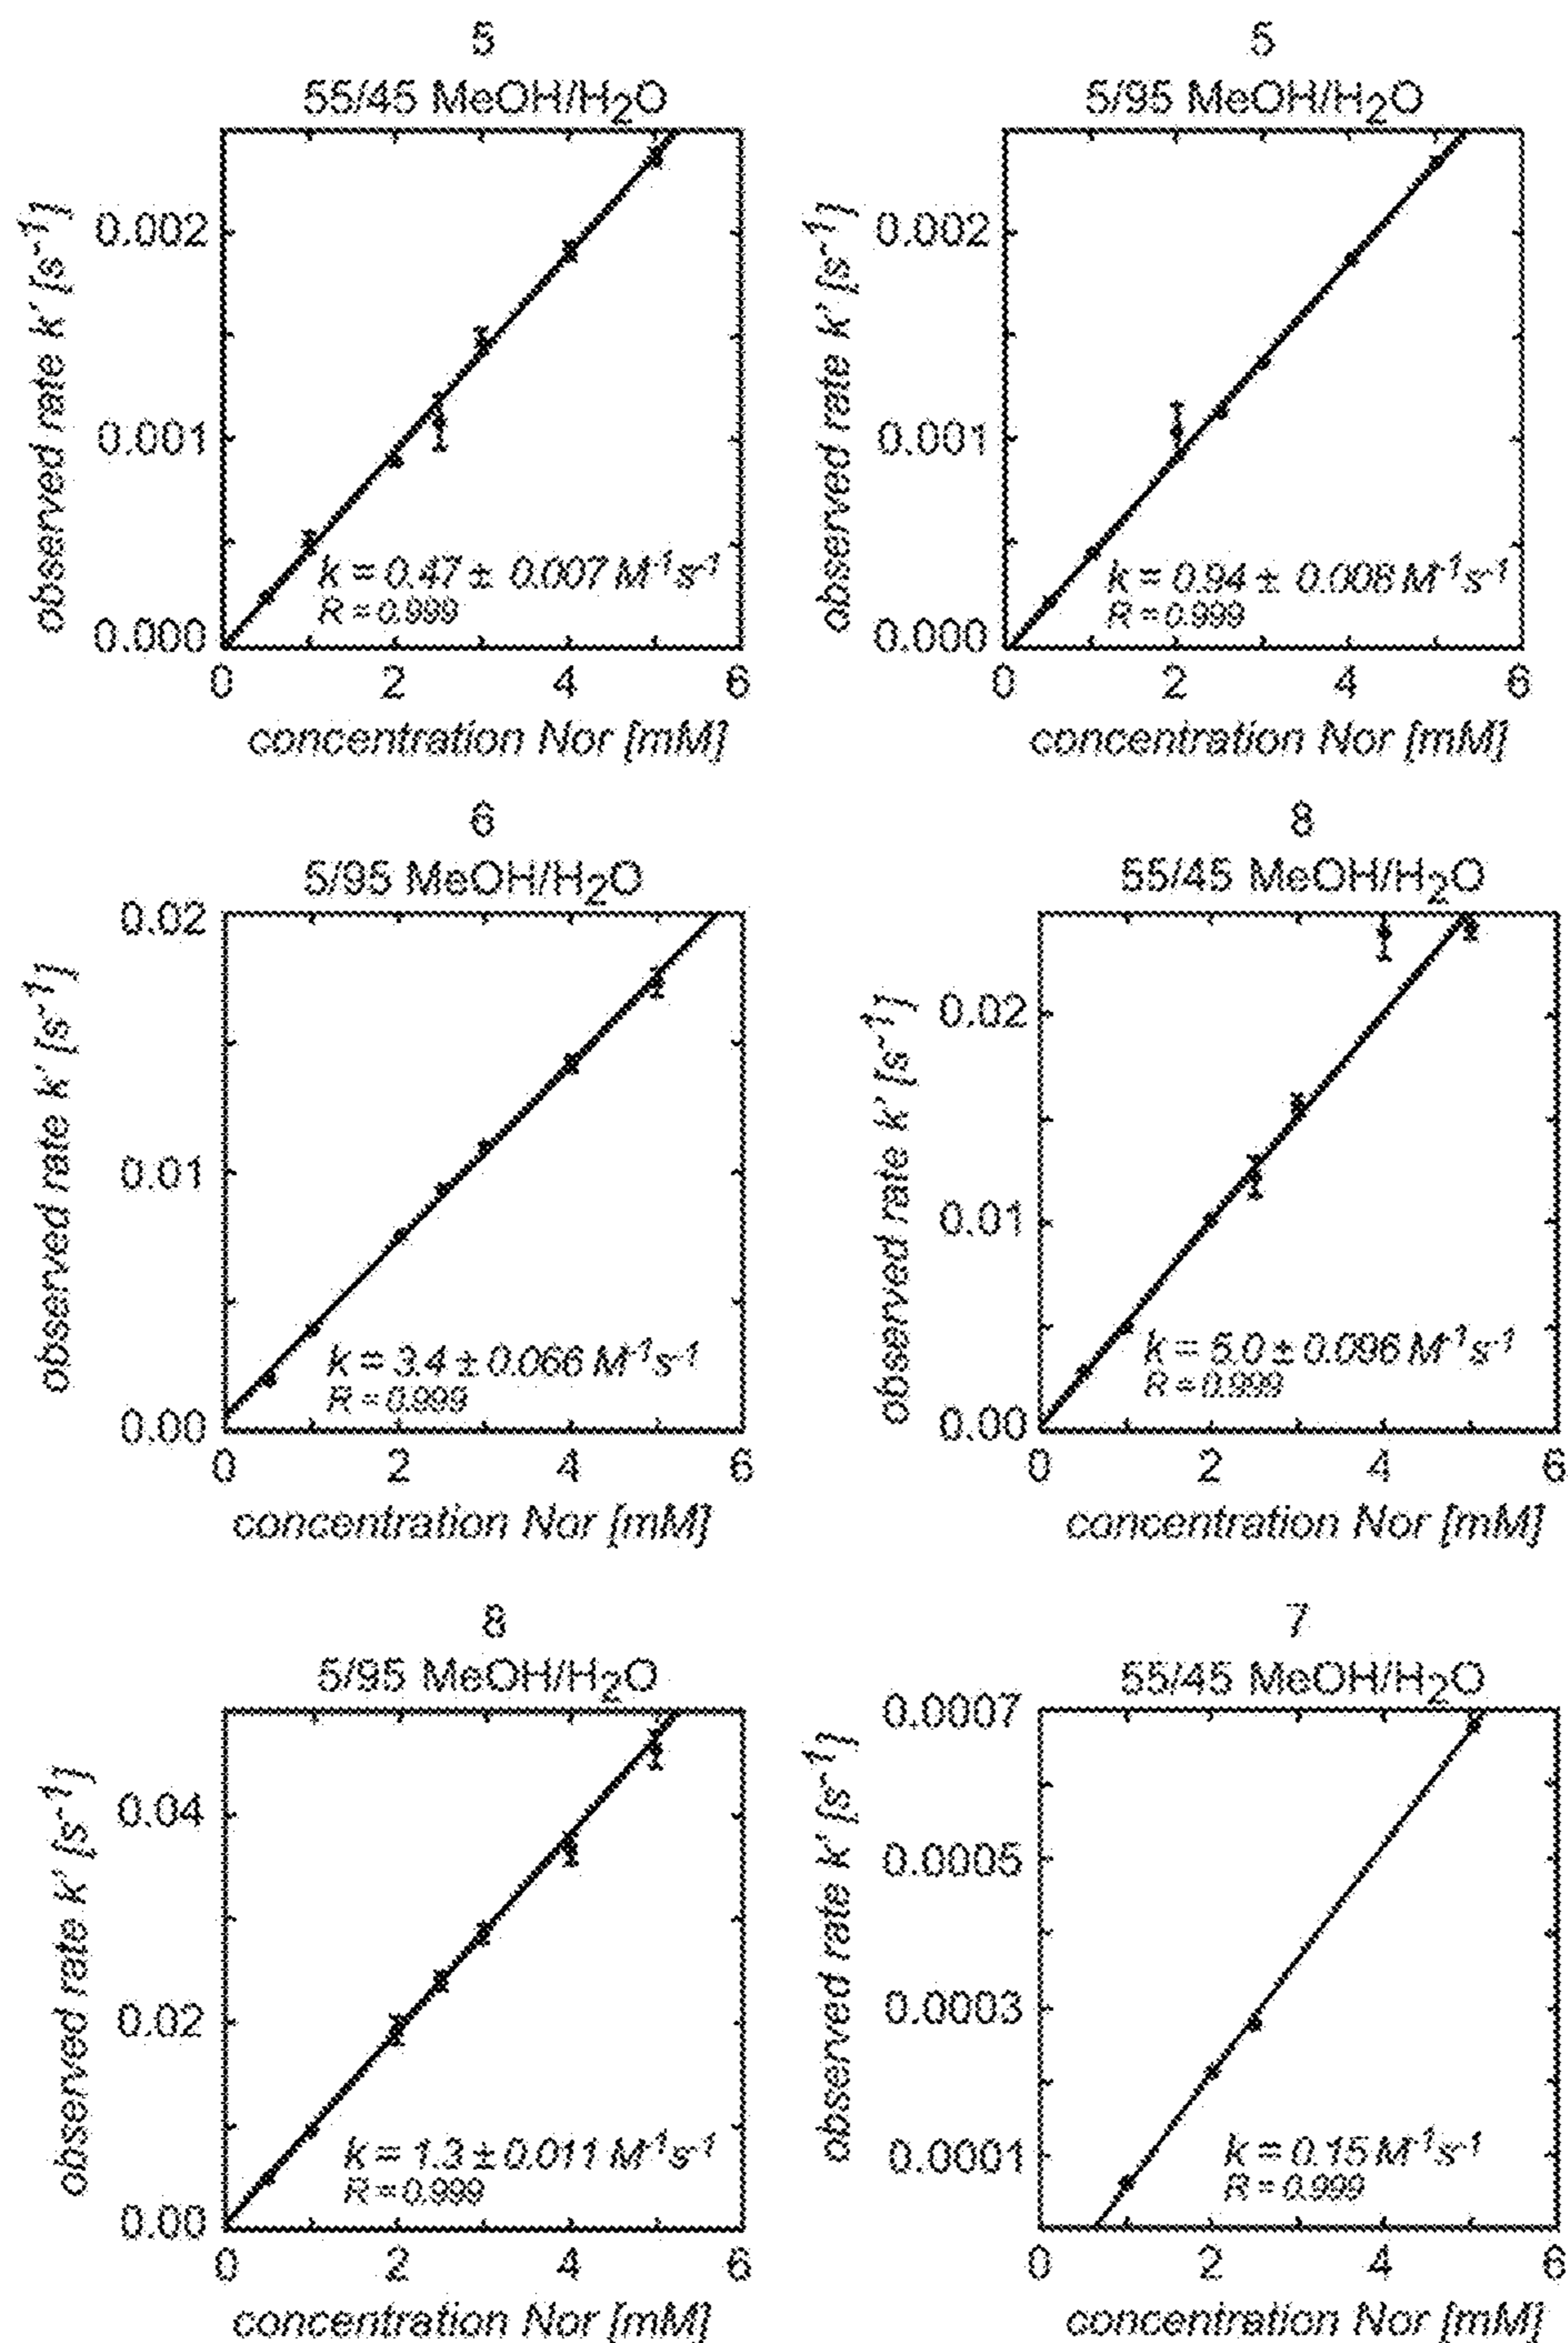 5
55/45 MeOH/H2O
observed rate k' [s-1]
0.002
0.001
0.000
k = 0.47 ± 0.007 M-1s-1
R = 0.999
0 2 4 6
concentration Nor [mM]
5
5/95 MeOH/H2O
observed rate k' [s-1]
0.002
0.001
0.000
k = 0.94 ± 0.008 M-1s-1
R = 0.999
0 2 4 6
concentration Nor [mM]
6
5/95 MeOH/H2O
observed rate k' [s-1]
0.02
0.01
0.00
k = 3.4 ± 0.066 M-1s-1
R = 0.999
0 2 4 6
concentration Nor [mM]
8
55/45 MeOH/H2O
observed rate k' [s-1]
0.02
0.01
0.00
k = 5.0 ± 0.096 M-1s-1
R = 0.999
0 2 4 6
concentration Nor [mM]
8
5/95 MeOH/H2O
observed rate k' [s-1]
0.04
0.02
0.00
k = 1.3 ± 0.011 M-1s-1
R = 0.999
0 2 4 6
concentration Nor [mM]
7
55/45 MeOH/H2O
observed rate k' [s-1]
0.0007
0.0005
0.0003
0.0001
k = 0.15 M-1s-1
R = 0.999
0 2 4 6
concentration Nor [mM]